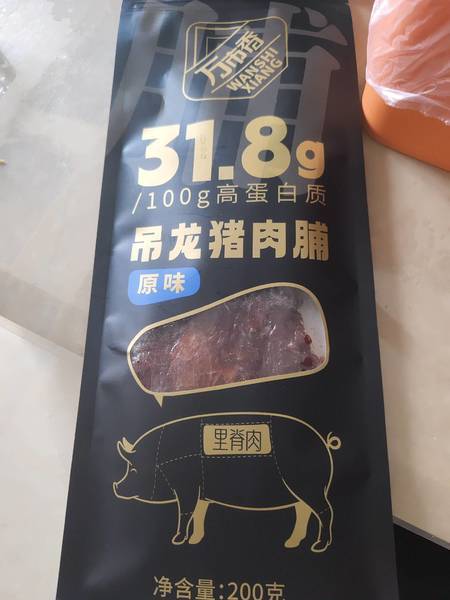 脯
万市香
WANSHI
XIANG
31.8g
/100g高蛋白质
吊龙猪肉脯
原味
里脊肉
净含量:200克